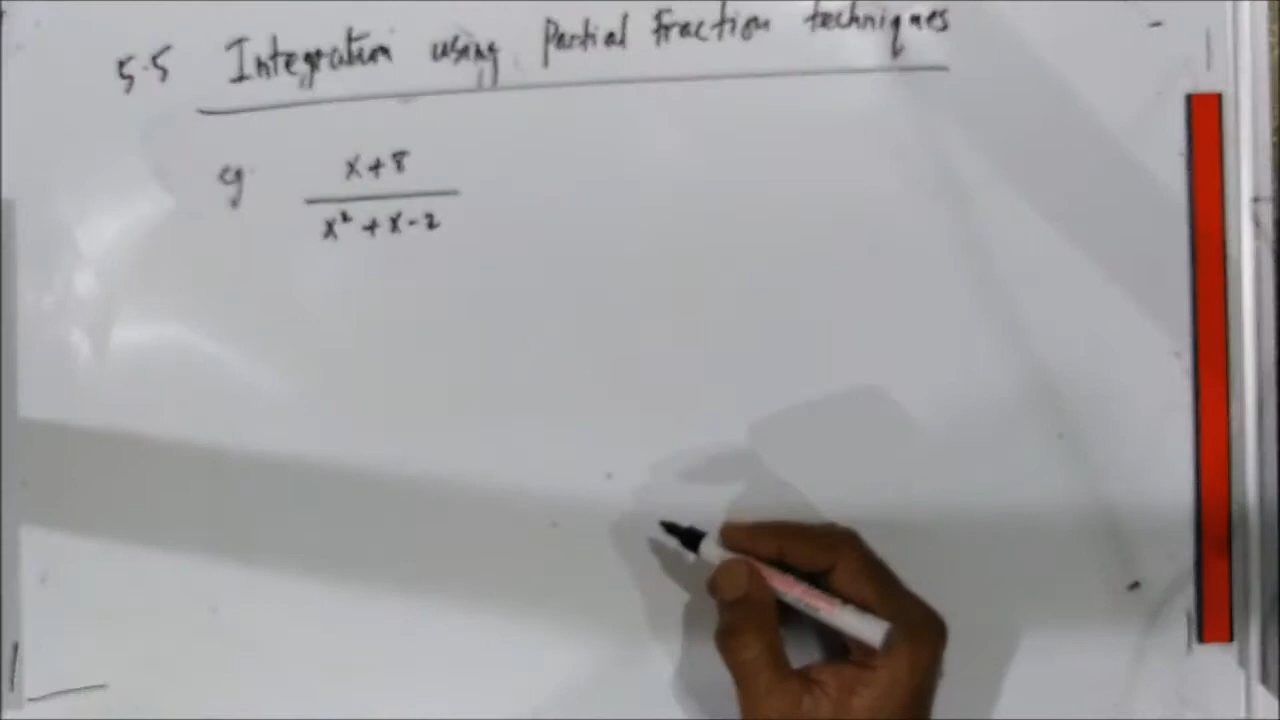 5.5 Integration using Partial Fraction techniques
eg. x+8
x² + x - 2